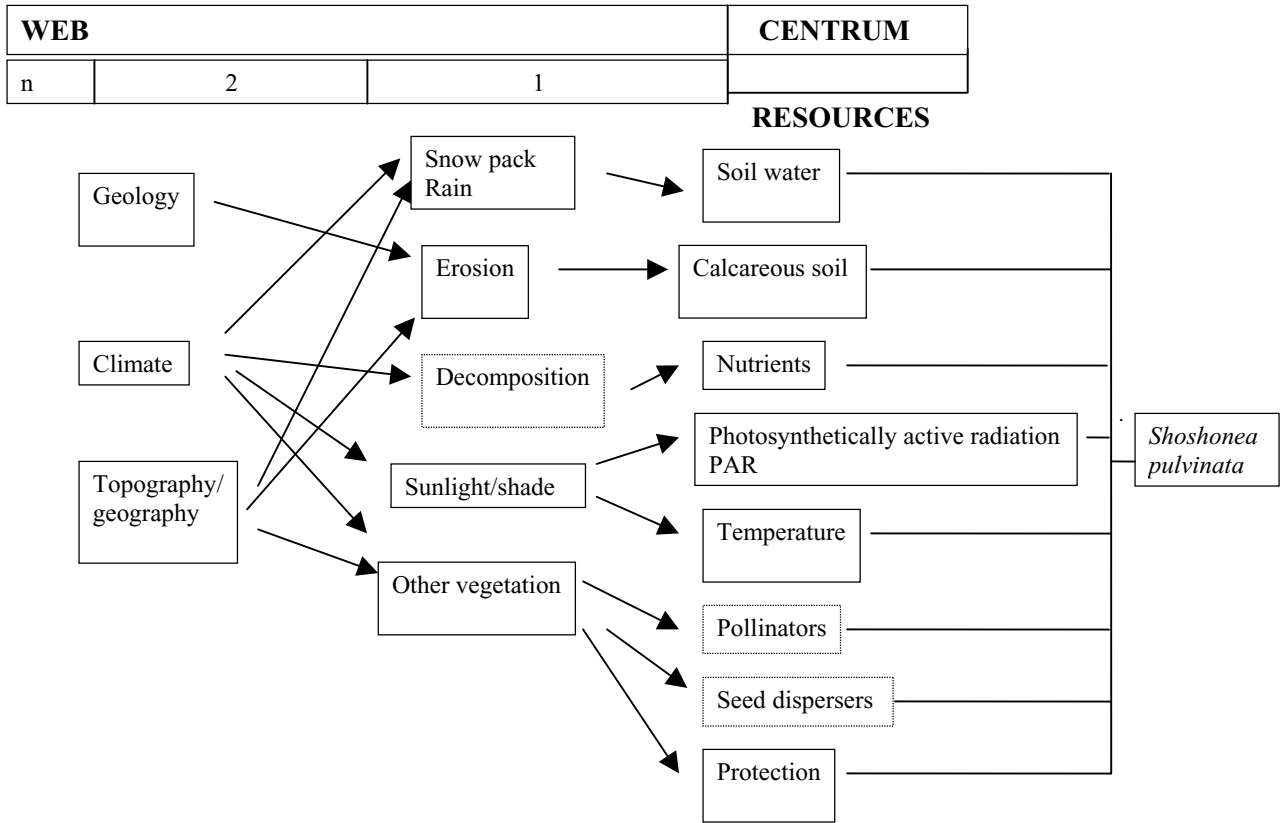 WEB
CENTRUM
n
2
1
RESOURCES
Geology
Climate
Topography/
geography
Snow pack
Rain
Erosion
Decomposition
Sunlight/shade
Other vegetation
Soil water
Calcareous soil
Nutrients
Photosynthetically active radiation
PAR
Temperature
Pollinators
Seed dispersers
Protection
Shoshonea
pulvinata